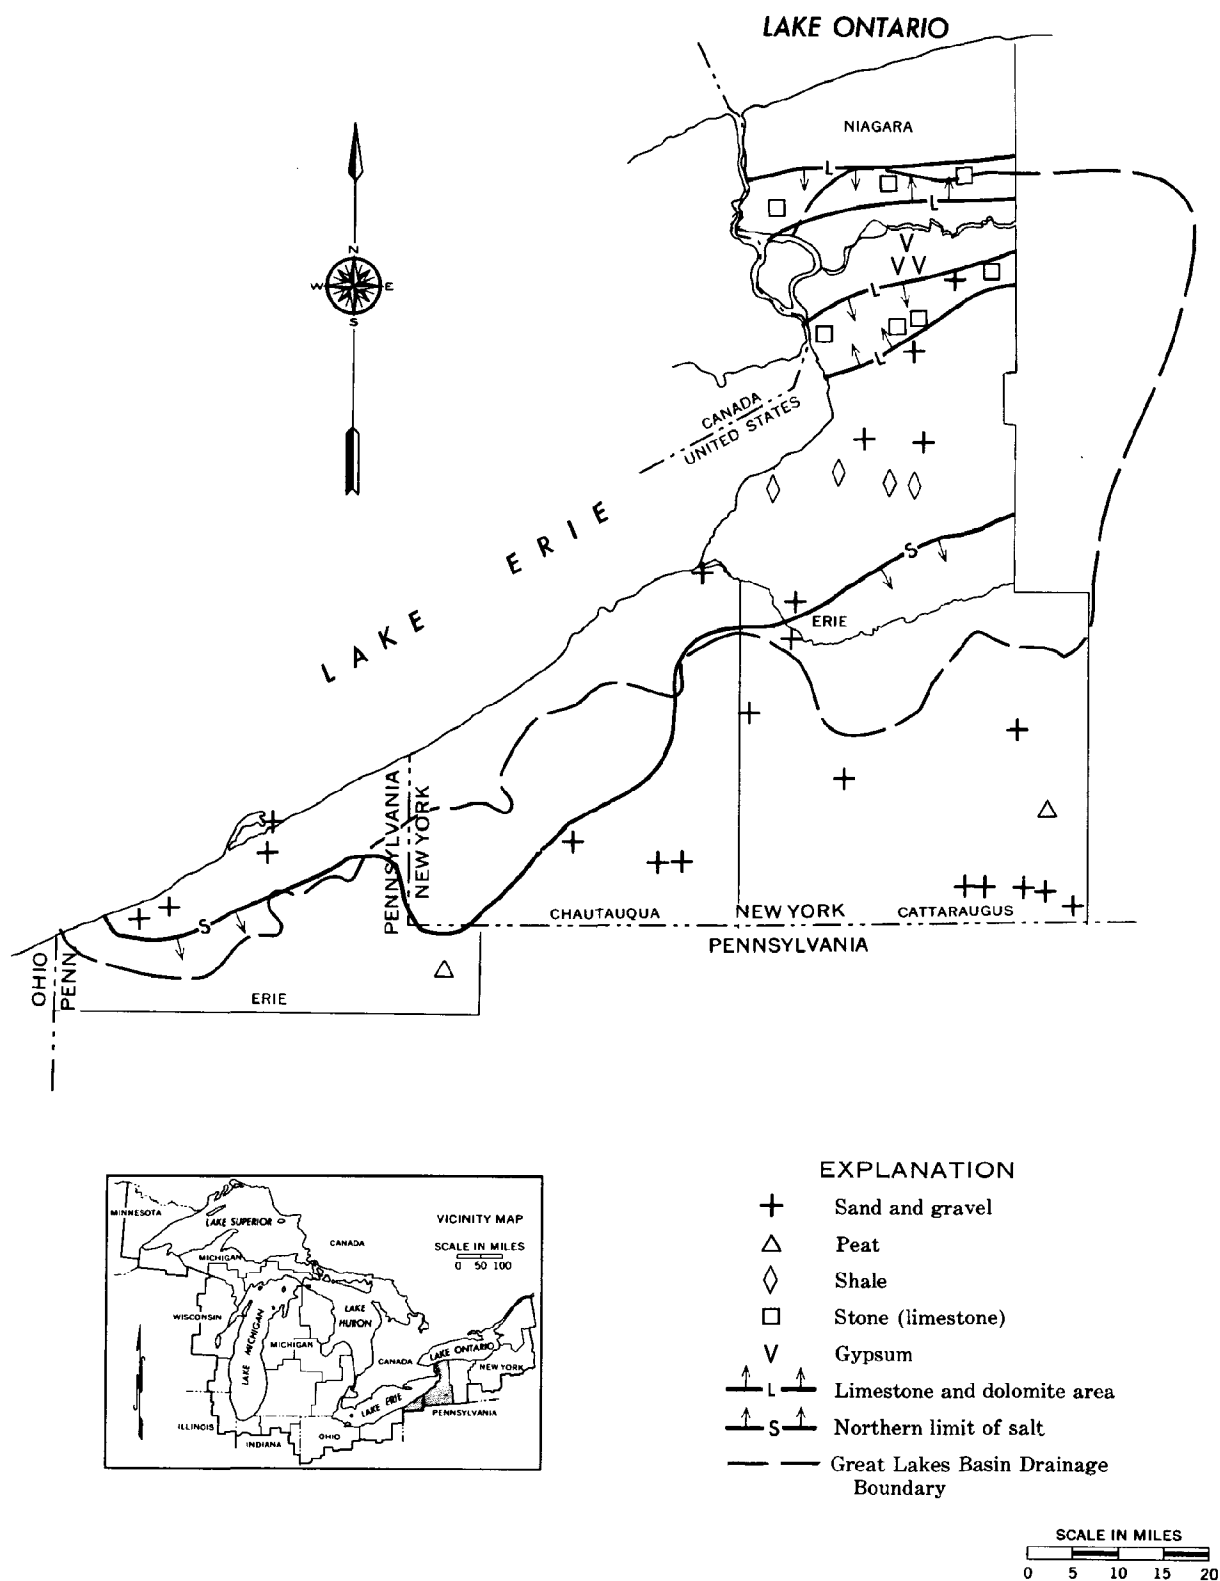 LAKE ONTARIO
NIAGARA
L
L
N
W E
S
V
V V
L
L
CANADA
UNITED STATES
LAKE ERIE
S
ERIE
PENNSYLVANIA
NEW YORK
S
CHAUTAUQUA
NEW YORK
CATTARAUGUS
PENNSYLVANIA
OHIO
PENN
ERIE
EXPLANATION
Sand and gravel
Peat
Shale
Stone (limestone)
V Gypsum
L Limestone and dolomite area
S Northern limit of salt
Great Lakes Basin Drainage
Boundary
VICINITY MAP
SCALE IN MILES
0 50 100
MINNESOTA
LAKE SUPERIOR
CANADA
MICHIGAN
WISCONSIN
LAKE MICHIGAN
MICHIGAN
LAKE
HURON
CANADA
LAKE ONTARIO
NEW YORK
LAKE ERIE
PENNSYLVANIA
ILLINOIS
INDIANA
OHIO
SCALE IN MILES
0 5 10 15 20